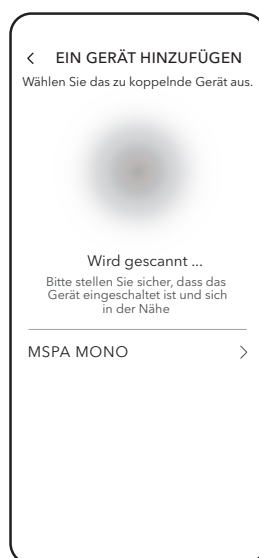 EIN GERÄT HINZUFÜGEN
Wählen Sie das zu koppelnde Gerät aus.
Wird gescannt ...
Bitte stellen Sie sicher, dass das
Gerät eingeschaltet ist und sich
in der Nähe
MSPA MONO